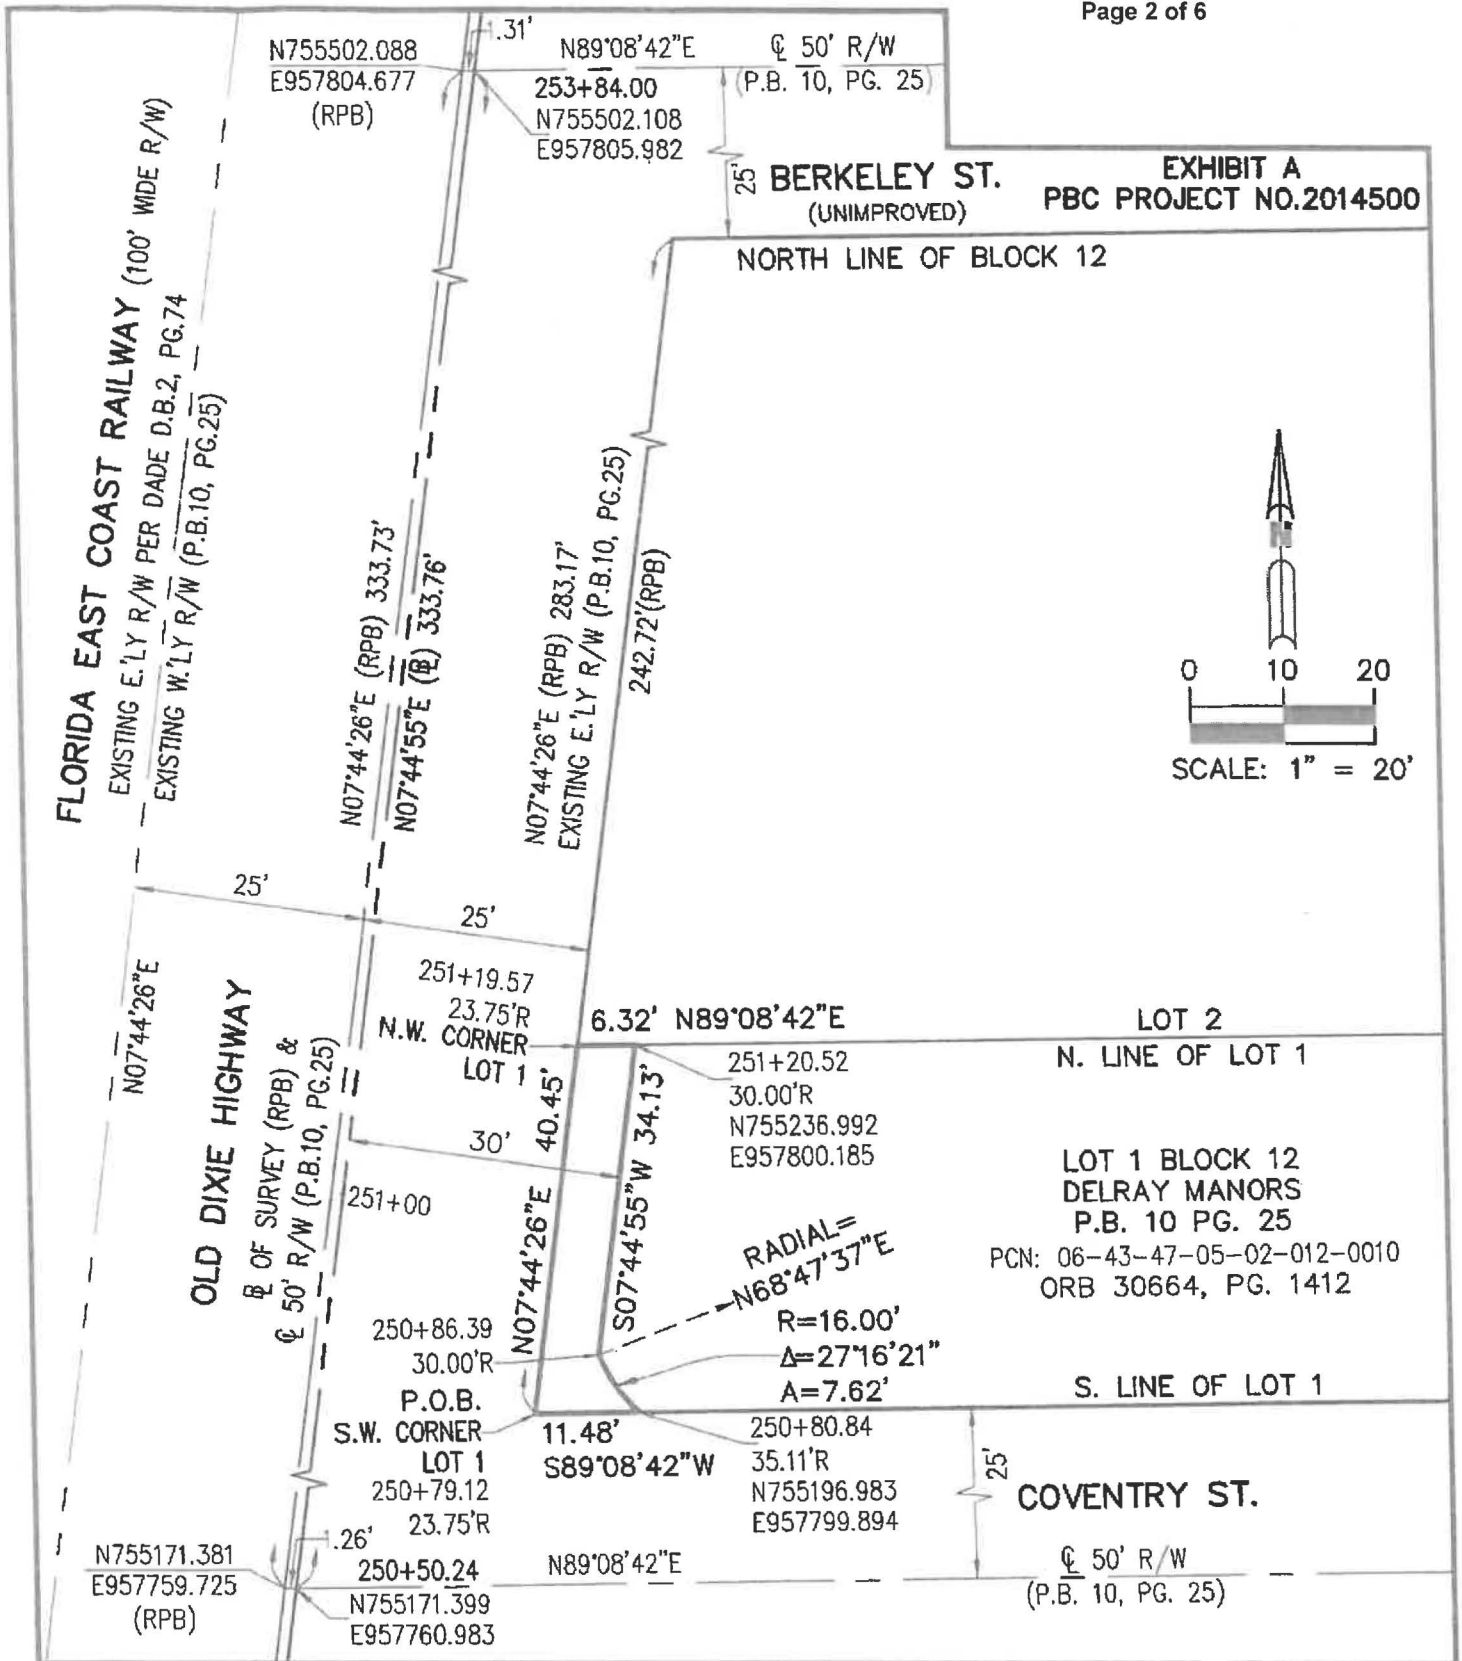 Page 2 of 6
1.31'
N755502.088
E957804.677
(RPB)
N89°08'42"E
253+84.00
N755502.108
E957805.982
℄ 50' R/W
(P.B. 10, PG. 25)
25'
BERKELEY ST.
(UNIMPROVED)
EXHIBIT A
PBC PROJECT NO.2014500
NORTH LINE OF BLOCK 12
FLORIDA EAST COAST RAILWAY (100' WIDE R/W)
EXISTING E.'LY R/W PER DADE D.B.2, PG.74
EXISTING W.'LY R/W (P.B.10, PG.25)
N07°44'26"E (RPB) 333.73'
N07°44'55"E (BL) 333.76'
N07°44'26"E (RPB) 283.17'
EXISTING E.'LY R/W (P.B.10, PG.25)
242.72'(RPB)
N
0 10 20
SCALE: 1" = 20'
25'
25'
N07°44'26"E
OLD DIXIE HIGHWAY
BL OF SURVEY (RPB) &
℄ 50' R/W (P.B.10, PG.25)
251+19.57
23.75'R
N.W. CORNER
LOT 1
6.32' N89°08'42"E
LOT 2
N. LINE OF LOT 1
251+20.52
30.00'R
N755236.992
E957800.185
30'
N07°44'26"E 40.45'
S07°44'55"W 34.13'
251+00
LOT 1 BLOCK 12
DELRAY MANORS
P.B. 10 PG. 25
PCN: 06-43-47-05-02-012-0010
ORB 30664, PG. 1412
RADIAL=
N68°47'37"E
R=16.00'
Δ=27°16'21"
A=7.62'
250+86.39
30.00'R
P.O.B.
S.W. CORNER
LOT 1
250+79.12
23.75'R
11.48'
S89°08'42"W
S. LINE OF LOT 1
250+80.84
35.11'R
N755196.983
E957799.894
25'
COVENTRY ST.
1.26'
N755171.381
E957759.725
(RPB)
250+50.24
N755171.399
E957760.983
N89°08'42"E
℄ 50' R/W
(P.B. 10, PG. 25)